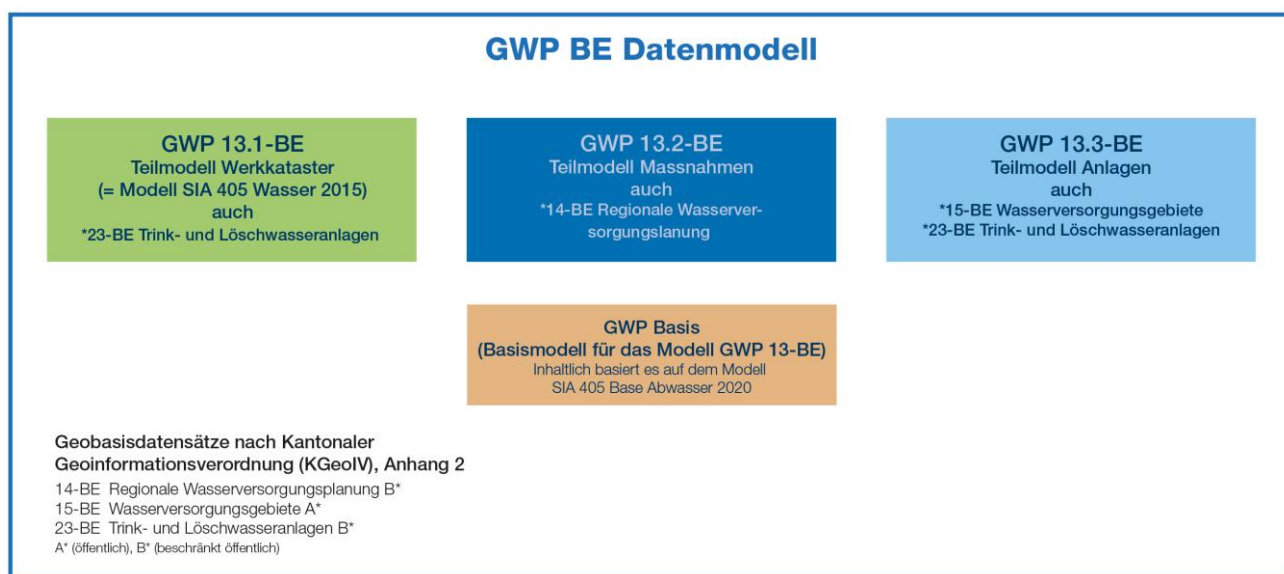 GWP BE Datenmodell
GWP 13.1-BE
Teilmodell Werkkataster
(= Modell SIA 405 Wasser 2015)
auch
*23-BE Trink- und Löschwasseranlagen
GWP 13.2-BE
Teilmodell Massnahmen
auch
*14-BE Regionale Wasserver-
sorgungslanung
GWP 13.3-BE
Teilmodell Anlagen
auch
*15-BE Wasserversorgungsgebiete
*23-BE Trink- und Löschwasseranlagen
GWP Basis
(Basismodell für das Modell GWP 13-BE)
Inhaltlich basiert es auf dem Modell
SIA 405 Base Abwasser 2020
Geobasisdatensätze nach Kantonaler
Geoinformationsverordnung (KGeoIV), Anhang 2
14-BE Regionale Wasserversorgungsplanung B*
15-BE Wasserversorgungsgebiete A*
23-BE Trink- und Löschwasseranlagen B*
A* (öffentlich), B* (beschränkt öffentlich)